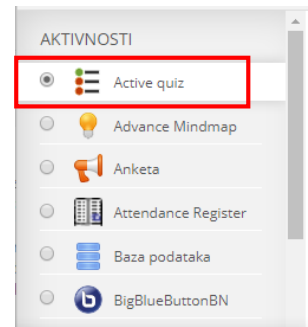 AKTIVNOSTI
Active quiz
Advance Mindmap
Anketa
Attendance Register
Baza podataka
BigBlueButtonBN